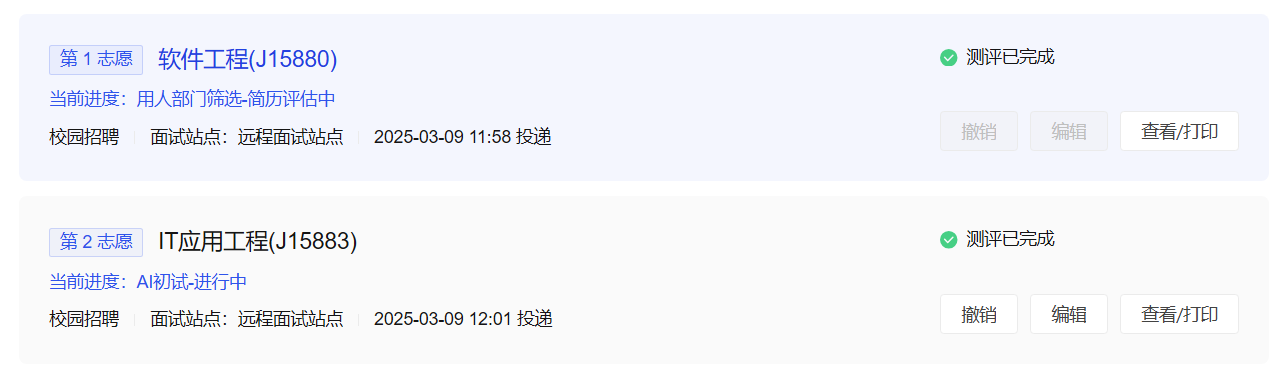 第 1 志愿 软件工程(J15880) 测评已完成
当前进度：用人部门筛选-简历评估中
校园招聘 面试站点：远程面试站点 2025-03-09 11:58 投递 撤销 编辑 查看/打印
第 2 志愿 IT应用工程(J15883) 测评已完成
当前进度：AI初试-进行中
校园招聘 面试站点：远程面试站点 2025-03-09 12:01 投递 撤销 编辑 查看/打印